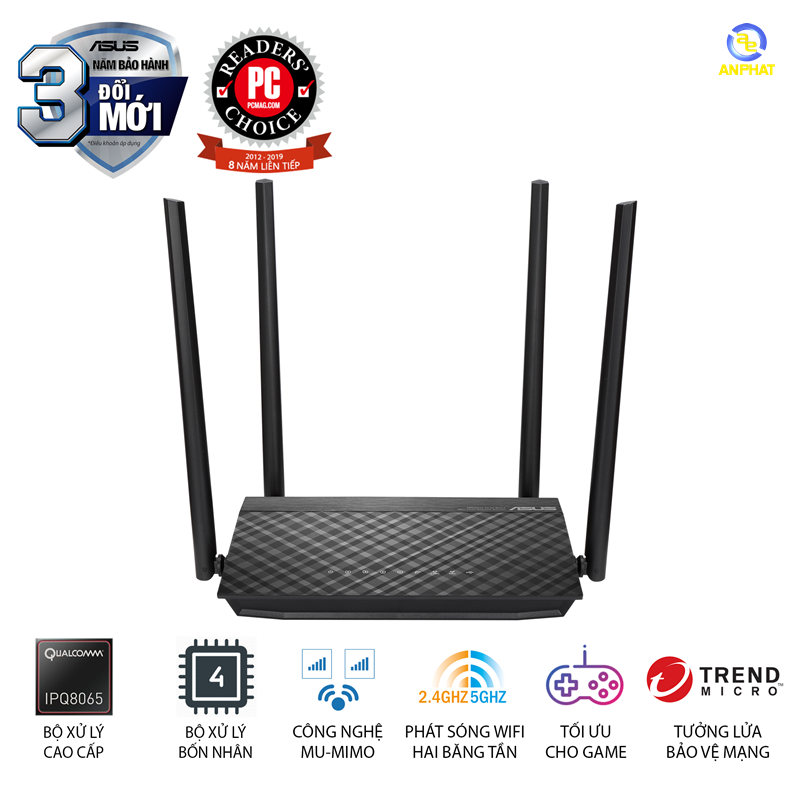 ASUS
3 NĂM BẢO HÀNH
ĐỔI
MỚI
*Điều khoản áp dụng
READERS'
PC
PCMAG.COM
CHOICE
2012 - 2019
8 NĂM LIÊN TIẾP
ANPHAT
ASUS
QUALCOMM
IPQ8065
BỘ XỬ LÝ
CAO CẤP
4
BỘ XỬ LÝ
BỐN NHÂN
CÔNG NGHỆ
MU-MIMO
2.4GHZ 5GHZ
PHÁT SÓNG WIFI
HAI BĂNG TẦN
TỐI ƯU
CHO GAME
TREND
MICRO
TƯỞNG LỬA
BẢO VỆ MẠNG